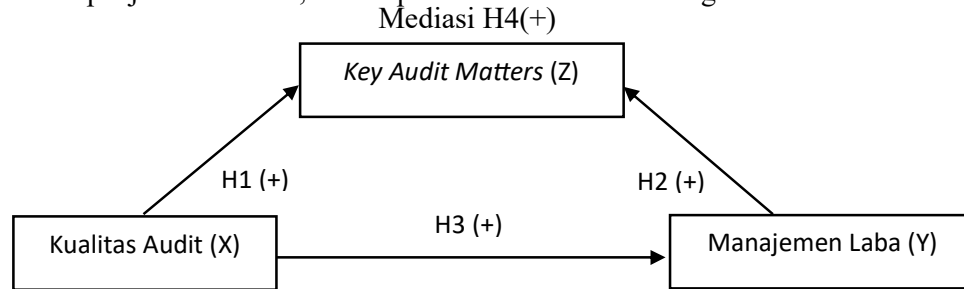 Mediasi H4(+)
Key Audit Matters (Z)
H1 (+)
H2 (+)
H3 (+)
Kualitas Audit (X)
Manajemen Laba (Y)